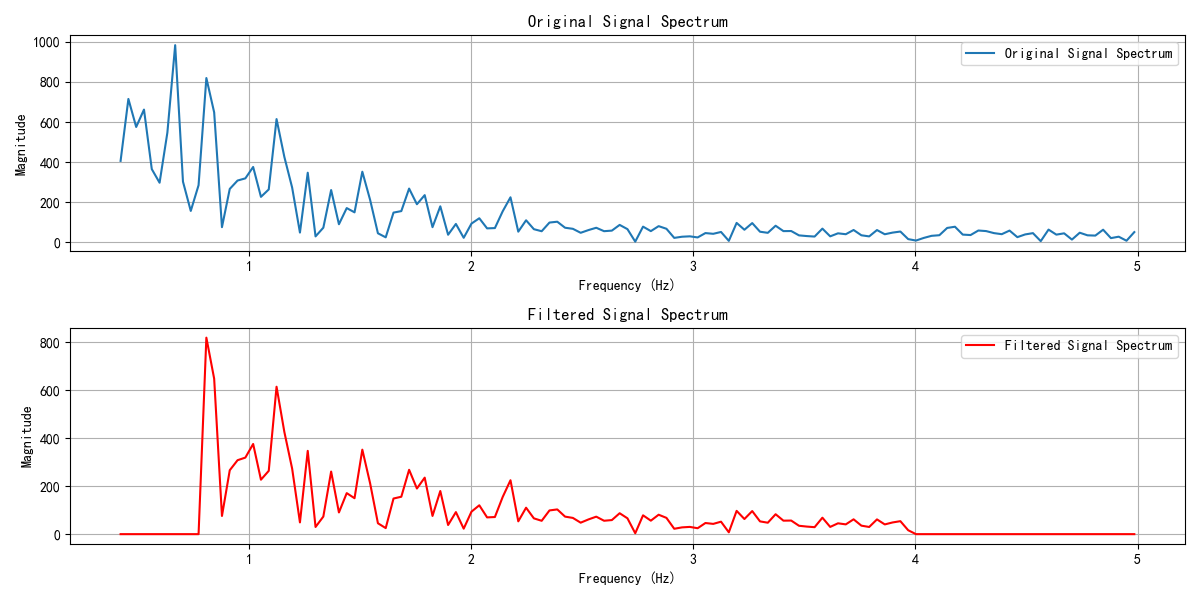 Original Signal Spectrum
1000
800
600
400
200
0
Magnitude
Original Signal Spectrum
1 2 3 4 5
Frequency (Hz)
Filtered Signal Spectrum
800
600
400
200
0
Magnitude
Filtered Signal Spectrum
1 2 3 4 5
Frequency (Hz)